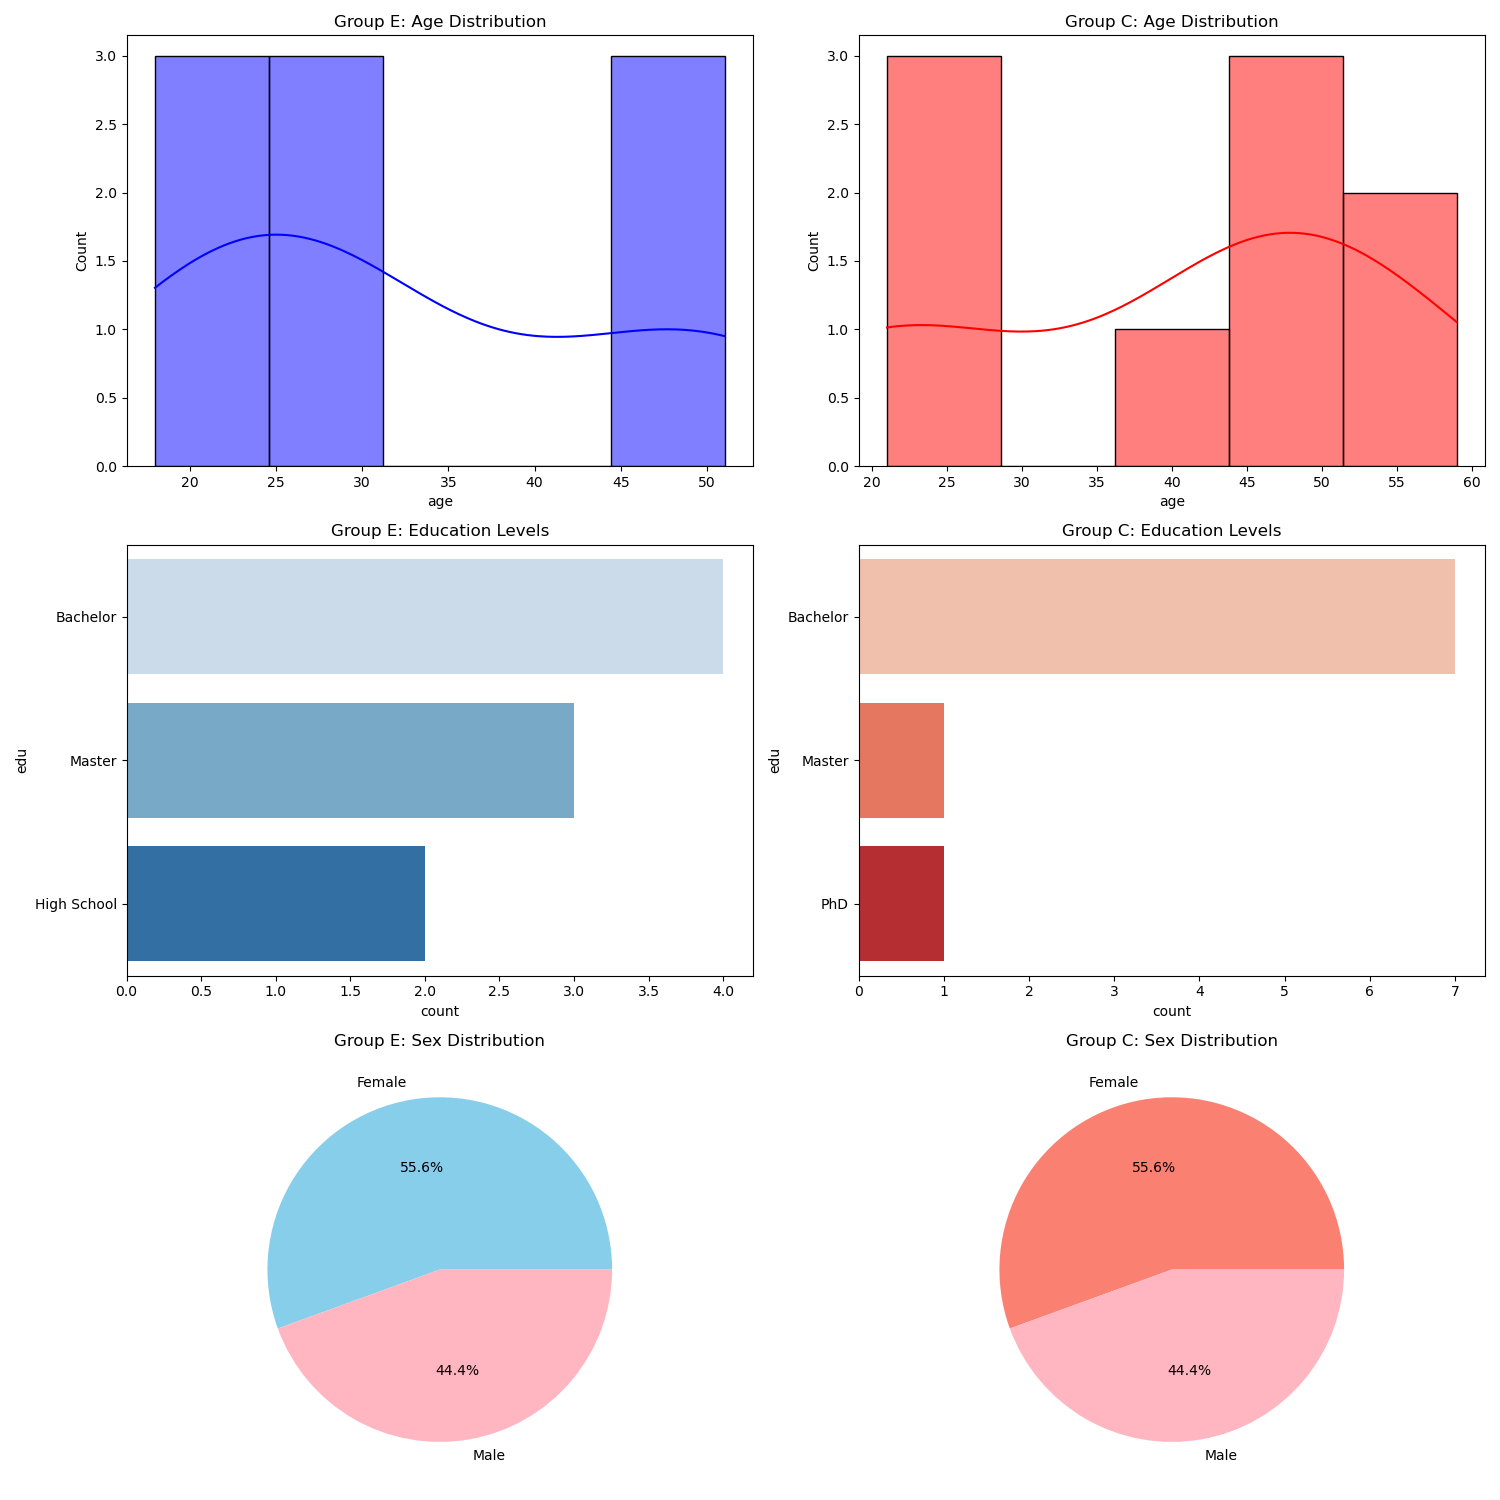 Group E: Age Distribution
Count
3.0
2.5
2.0
1.5
1.0
0.5
0.0
20 25 30 35 40 45 50
age
Group C: Age Distribution
Count
3.0
2.5
2.0
1.5
1.0
0.5
0.0
20 25 30 35 40 45 50 55 60
age
Group E: Education Levels
edu
Bachelor
Master
High School
0.0 0.5 1.0 1.5 2.0 2.5 3.0 3.5 4.0
count
Group C: Education Levels
edu
Bachelor
Master
PhD
0 1 2 3 4 5 6 7
count
Group E: Sex Distribution
Female
55.6%
44.4%
Male
Group C: Sex Distribution
Female
55.6%
44.4%
Male